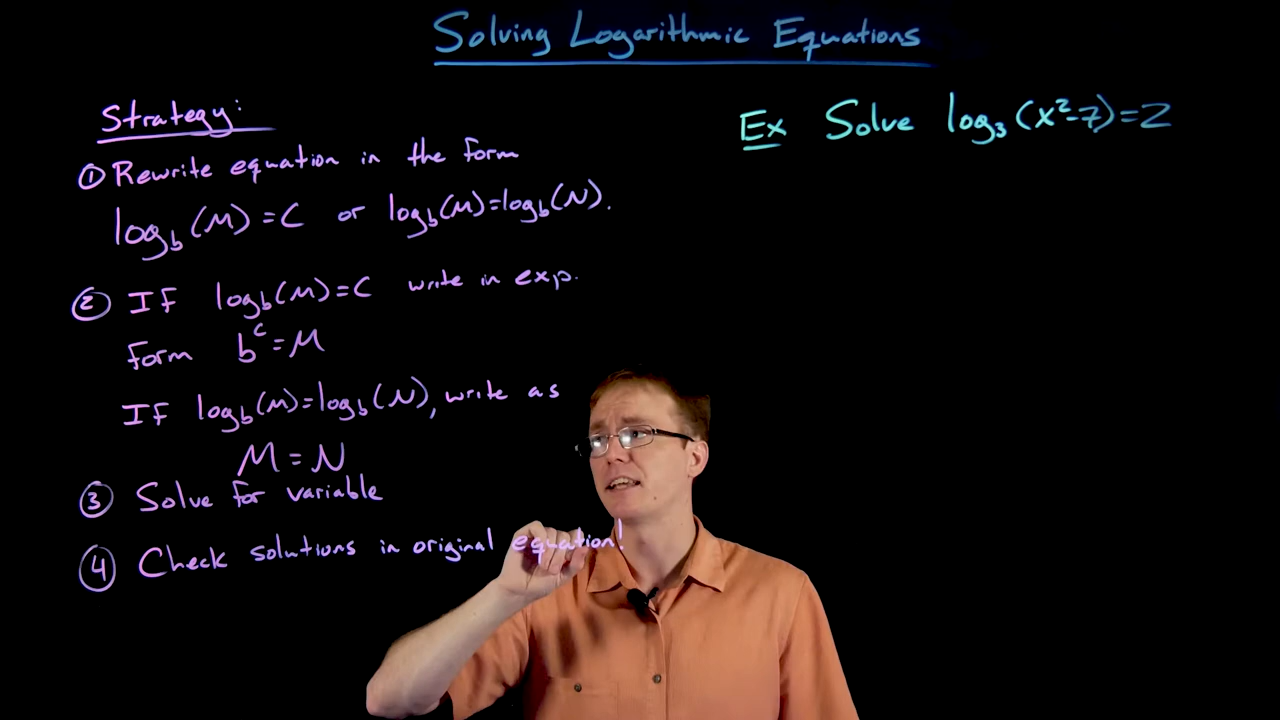 Solving Logarithmic Equations
Strategy:
① Rewrite equation in the form
log_b(M)=C or log_b(M)=log_b(N).
② If log_b(M)=C write in exp.
form b^c=M
If log_b(M)=log_b(N), write as
M=N
③ Solve for variable
④ Check solutions in original equation!
Ex Solve log₃(x²-7)=2